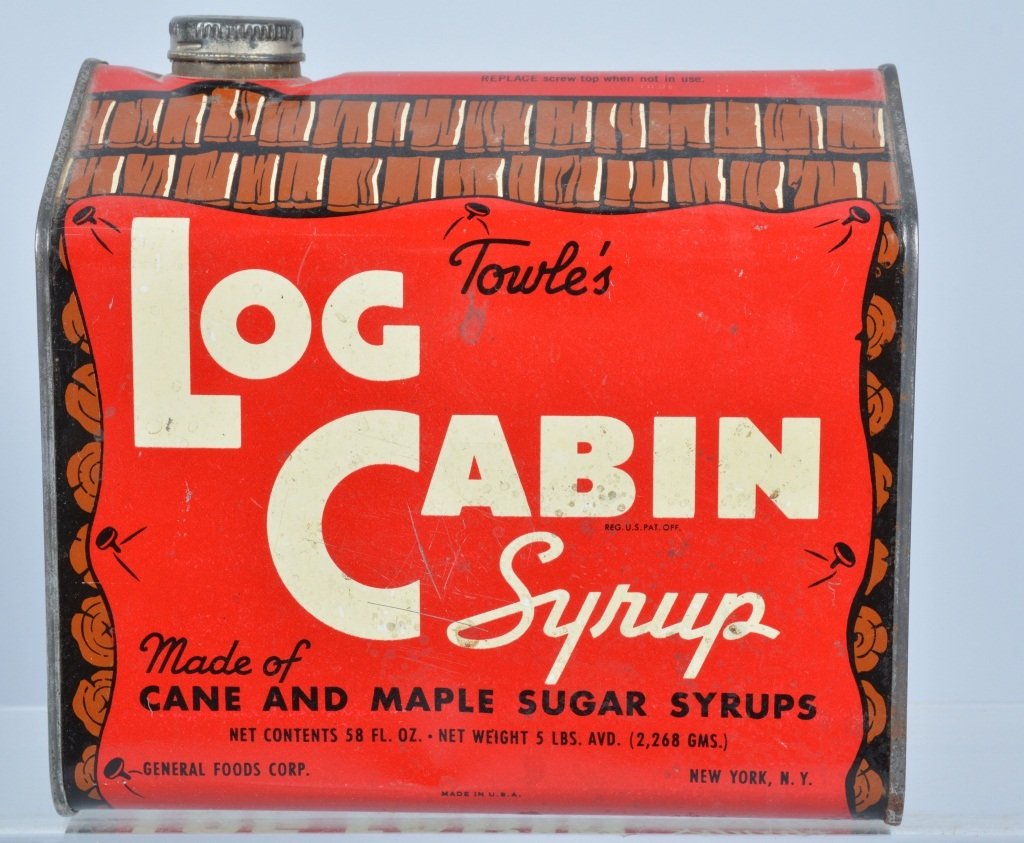 REPLACE screw top when not in use.
Towle's
LOG
CABIN
REG. U.S. PAT. OFF.
Syrup
Made of
CANE AND MAPLE SUGAR SYRUPS
NET CONTENTS 58 FL. OZ. • NET WEIGHT 5 LBS. AVD. (2,268 GMS.)
GENERAL FOODS CORP. NEW YORK, N. Y.
MADE IN U.S.A.